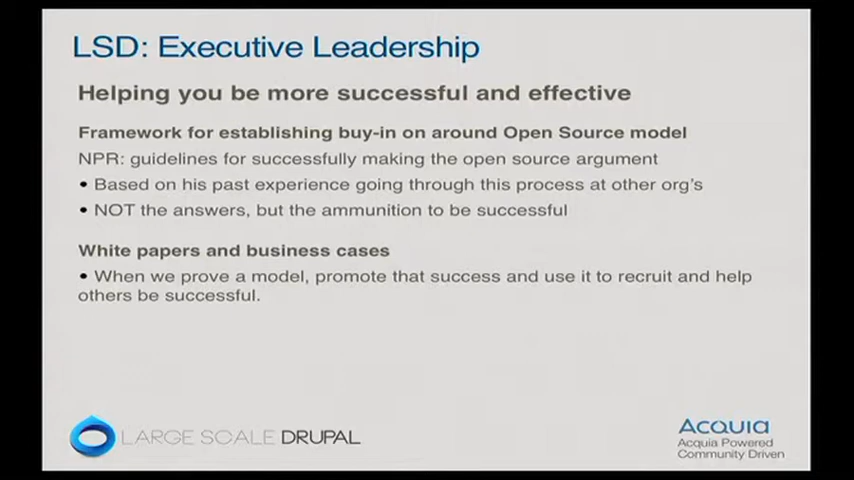 LSD: Executive Leadership
Helping you be more successful and effective
Framework for establishing buy-in on around Open Source model
NPR: guidelines for successfully making the open source argument
• Based on his past experience going through this process at other org's
• NOT the answers, but the ammunition to be successful
White papers and business cases
• When we prove a model, promote that success and use it to recruit and help
others be successful.
LARGE SCALE DRUPAL
Acquia
Acquia Powered
Community Driven